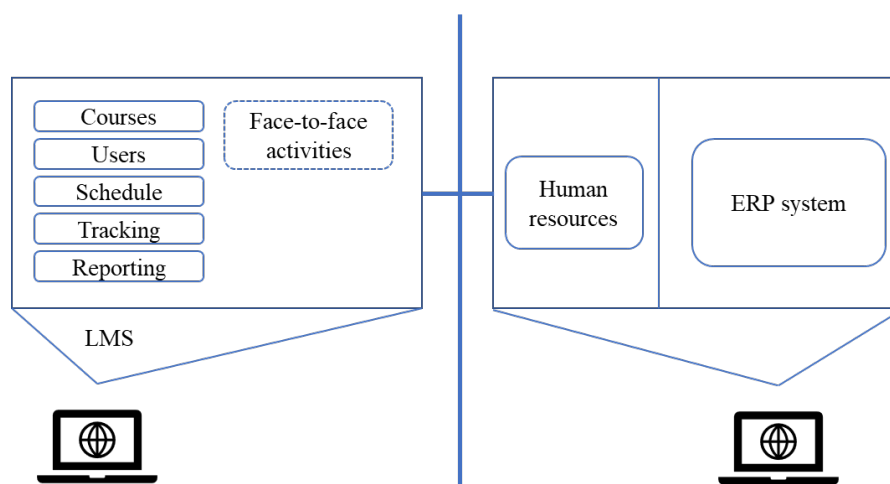 Courses
Users
Schedule
Tracking
Reporting
Face-to-face
activities
LMS
Human
resources
ERP system